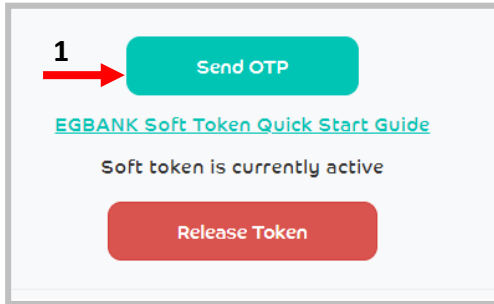 1
Send OTP
EGBANK Soft Token Quick Start Guide
Soft token is currently active
Release Token